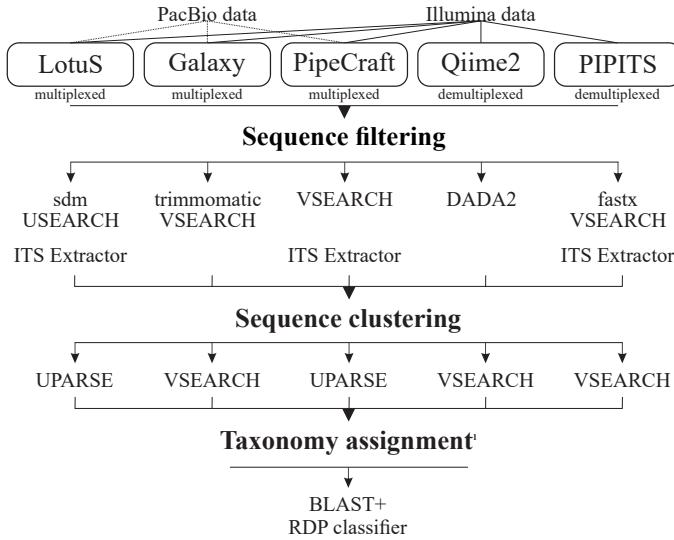 PacBio data Illumina data
LotuS Galaxy PipeCraft Qiime2 PIPITS
multiplexed multiplexed multiplexed demultiplexed demultiplexed
Sequence filtering
sdm trimmomatic VSEARCH DADA2 fastx
USEARCH VSEARCH VSEARCH
ITS Extractor ITS Extractor ITS Extractor
Sequence clustering
UPARSE VSEARCH UPARSE VSEARCH VSEARCH
Taxonomy assignment¹
BLAST+
RDP classifier